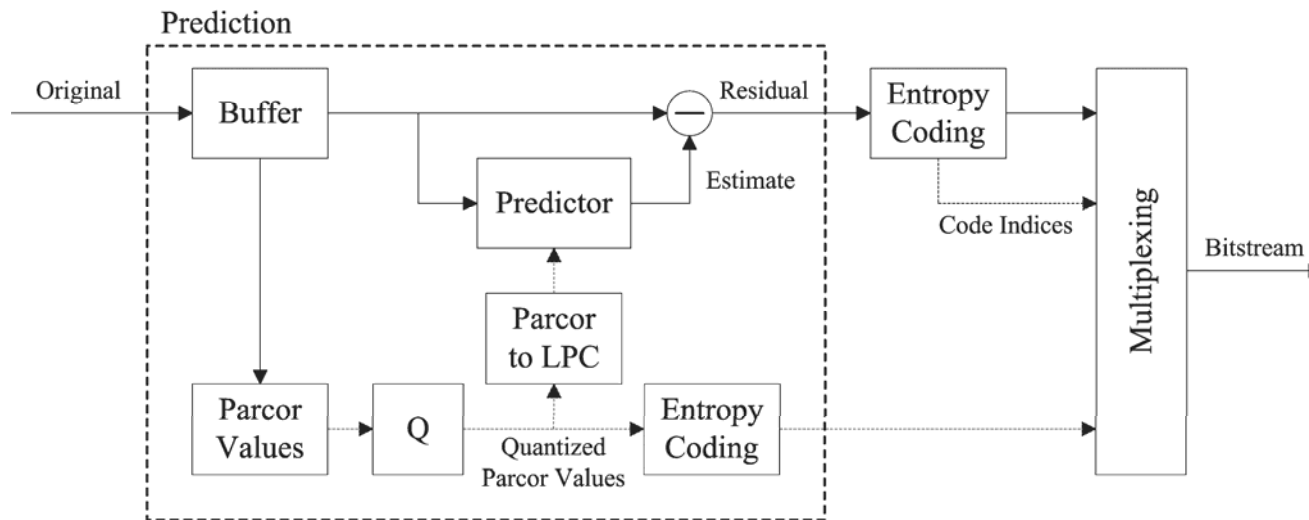 Prediction
Original
Buffer
Residual
Entropy
Coding
Estimate
Predictor
Code Indices
Multiplexing
Bitstream
Parcor
to LPC
Parcor
Values
Q
Quantized
Parcor Values
Entropy
Coding